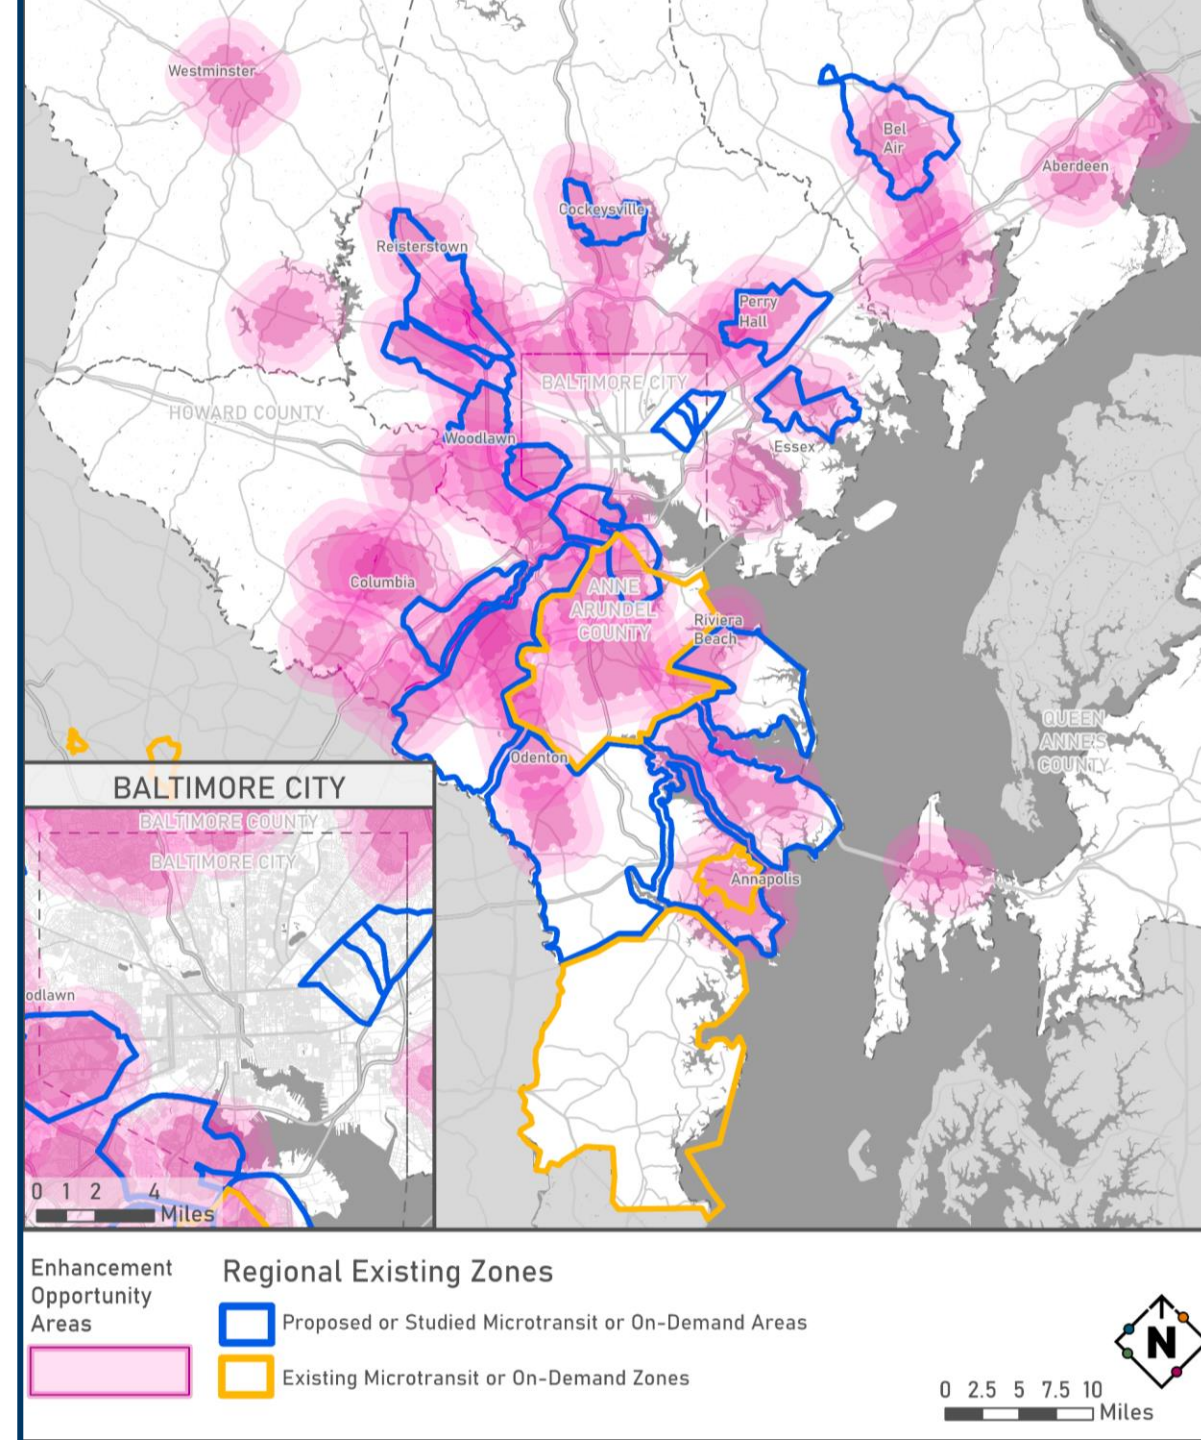 Westminster
Bel
Air
Aberdeen
Cockeysville
Reisterstown
Perry
Hall
BALTIMORE CITY
HOWARD COUNTY
Woodlawn
Essex
Columbia
ANNE
ARUNDEL
COUNTY
Riviera
Beach
QUEEN
ANNE'S
COUNTY
Odenton
Annapolis
BALTIMORE CITY
BALTIMORE COUNTY
BALTIMORE CITY
odlawn
0 1 2 4
Miles
Enhancement
Opportunity
Areas
Regional Existing Zones
Proposed or Studied Microtransit or On-Demand Areas
Existing Microtransit or On-Demand Zones
N
0 2.5 5 7.5 10
Miles